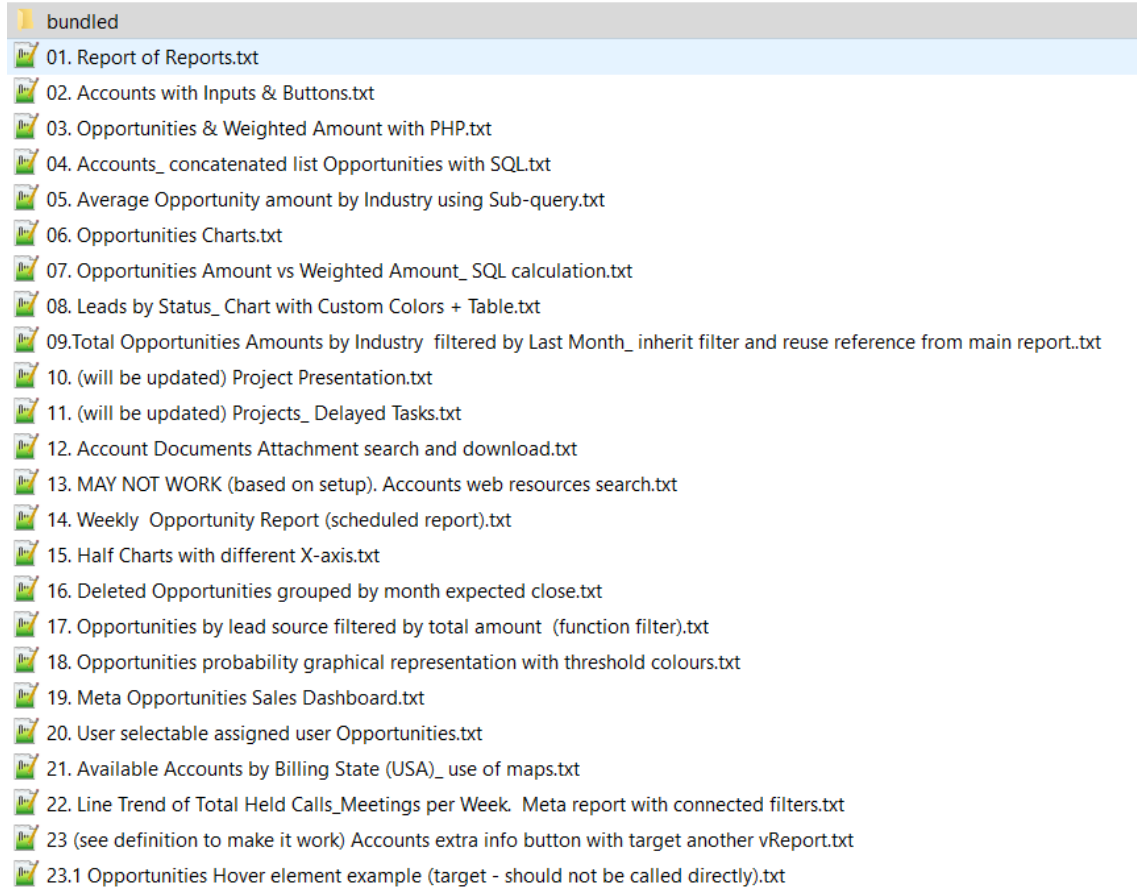 bundled
01. Report of Reports.txt
02. Accounts with Inputs & Buttons.txt
03. Opportunities & Weighted Amount with PHP.txt
04. Accounts_ concatenated list Opportunities with SQL.txt
05. Average Opportunity amount by Industry using Sub-query.txt
06. Opportunities Charts.txt
07. Opportunities Amount vs Weighted Amount_ SQL calculation.txt
08. Leads by Status_ Chart with Custom Colors + Table.txt
09.Total Opportunities Amounts by Industry  filtered by Last Month_ inherit filter and reuse reference from main report..txt
10. (will be updated) Project Presentation.txt
11. (will be updated) Projects_ Delayed Tasks.txt
12. Account Documents Attachment search and download.txt
13. MAY NOT WORK (based on setup). Accounts web resources search.txt
14. Weekly  Opportunity Report (scheduled report).txt
15. Half Charts with different X-axis.txt
16. Deleted Opportunities grouped by month expected close.txt
17. Opportunities by lead source filtered by total amount  (function filter).txt
18. Opportunities probability graphical representation with threshold colours.txt
19. Meta Opportunities Sales Dashboard.txt
20. User selectable assigned user Opportunities.txt
21. Available Accounts by Billing State (USA)_ use of maps.txt
22. Line Trend of Total Held Calls_Meetings per Week.  Meta report with connected filters.txt
23 (see definition to make it work) Accounts extra info button with target another vReport.txt
23.1 Opportunities Hover element example (target - should not be called directly).txt